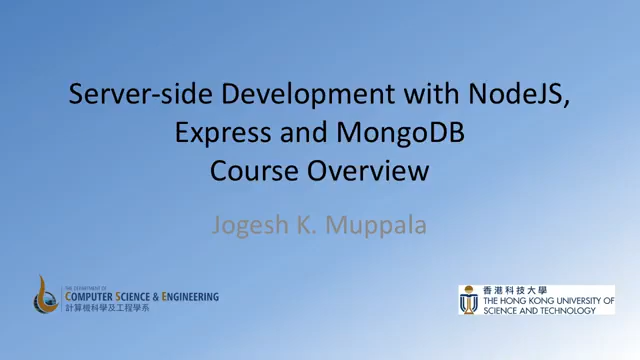 Server-side Development with NodeJS,
Express and MongoDB
Course Overview
Jogesh K. Muppala
THE DEPARTMENT OF
COMPUTER SCIENCE & ENGINEERING
計算機科學及工程學系
香港科技大學
THE HONG KONG UNIVERSITY OF
SCIENCE AND TECHNOLOGY